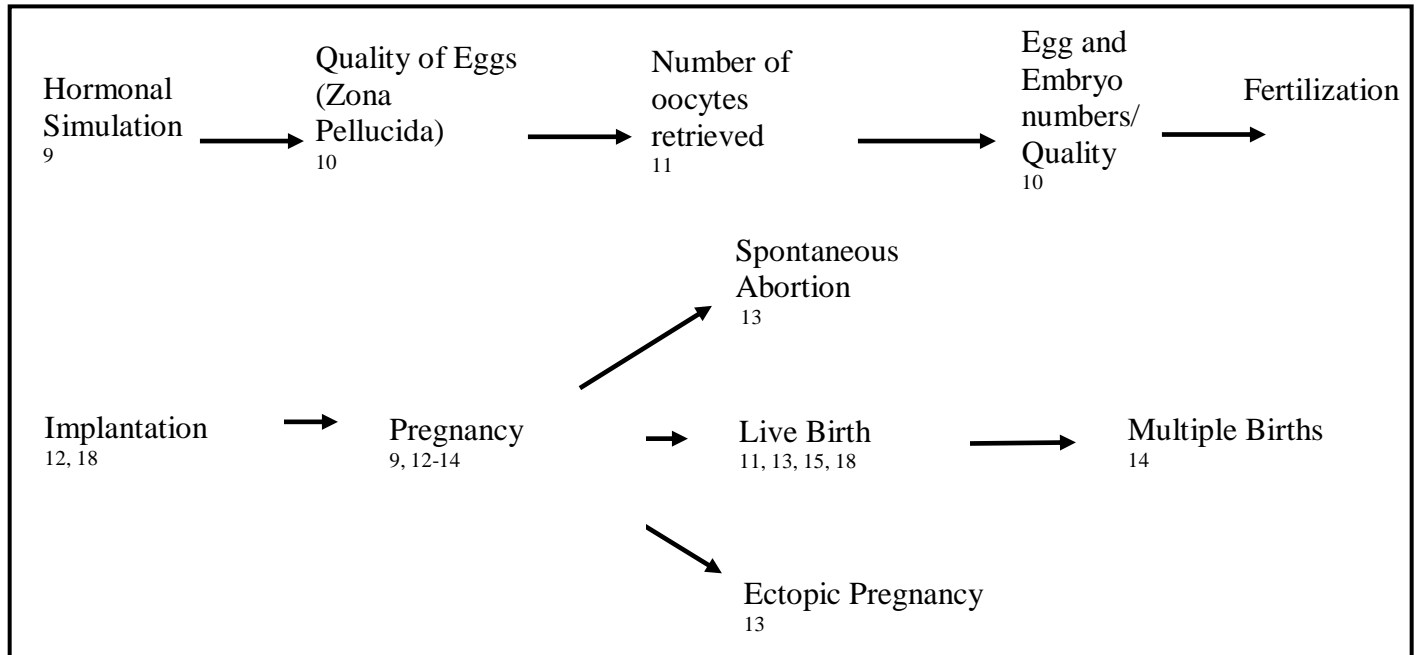 Hormonal
Simulation
9
Quality of Eggs
(Zona
Pellucida)
10
Number of
oocytes
retrieved
11
Egg and
Embryo
numbers/
Quality
10
Fertilization
Spontaneous
Abortion
13
Implantation
12, 18
Pregnancy
9, 12-14
Live Birth
11, 13, 15, 18
Multiple Births
14
Ectopic Pregnancy
13